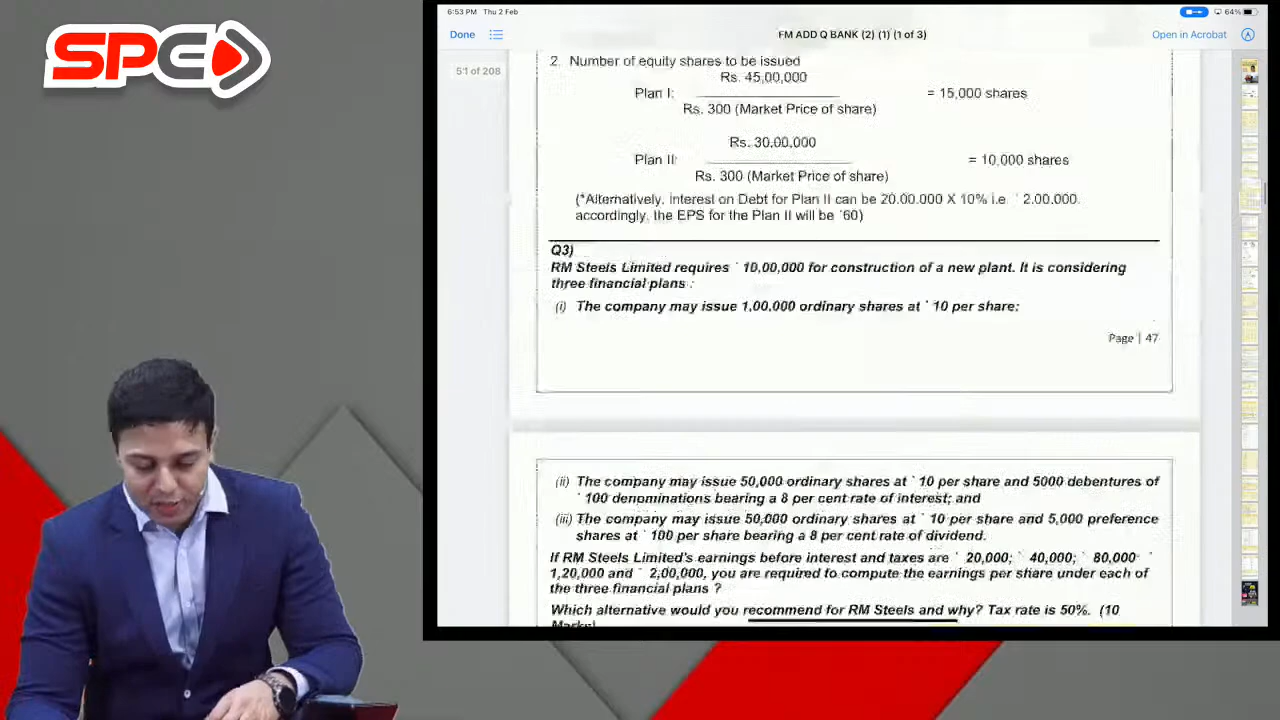 SPC
6:53 PM Thu 2 Feb
64%
Done
FM ADD Q BANK (2) (1) (1 of 3)
Open in Acrobat
51 of 208
2. Number of equity shares to be issued
Rs. 45,00,000
Plan I:
= 15,000 shares
Rs. 300 (Market Price of share)
Rs. 30,00,000
Plan II:
= 10,000 shares
Rs. 300 (Market Price of share)
(*Alternatively, interest on Debt for Plan II can be 20,00,000 X 10% i.e. ` 2,00,000.
accordingly, the EPS for the Plan II will be `60)
Q3)
RM Steels Limited requires ` 10,00,000 for construction of a new plant. It is considering
three financial plans :
(i) The company may issue 1,00,000 ordinary shares at ` 10 per share;
Page | 47
(ii) The company may issue 50,000 ordinary shares at ` 10 per share and 5000 debentures of
` 100 denominations bearing a 8 per cent rate of interest; and
(iii) The company may issue 50,000 ordinary shares at ` 10 per share and 5,000 preference
shares at ` 100 per share bearing a 8 per cent rate of dividend.
If RM Steels Limited's earnings before interest and taxes are ` 20,000; ` 40,000; ` 80,000 `
1,20,000 and ` 2,00,000, you are required to compute the earnings per share under each of
the three financial plans ?
Which alternative would you recommend for RM Steels and why? Tax rate is 50%. (10
Marks)